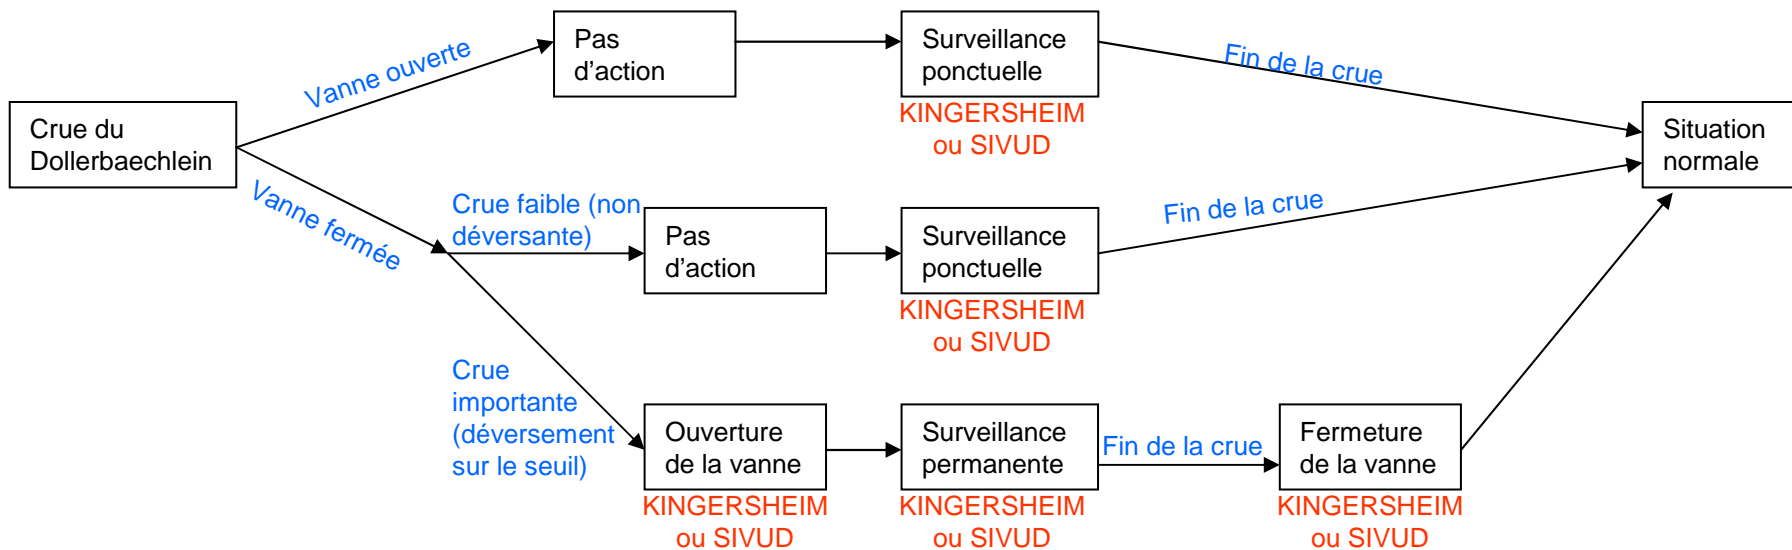 Crue du
Dollerbaechlein
Vanne ouverte
Pas
d'action
Surveillance
ponctuelle
KINGERSHEIM
ou SIVUD
Fin de la crue
Situation
normale
Vanne fermée
Crue faible (non
déversante)
Pas
d'action
Surveillance
ponctuelle
KINGERSHEIM
ou SIVUD
Fin de la crue
Crue
importante
(déversement
sur le seuil)
Ouverture
de la vanne
KINGERSHEIM
ou SIVUD
Surveillance
permanente
KINGERSHEIM
ou SIVUD
Fin de la crue
Fermeture
de la vanne
KINGERSHEIM
ou SIVUD